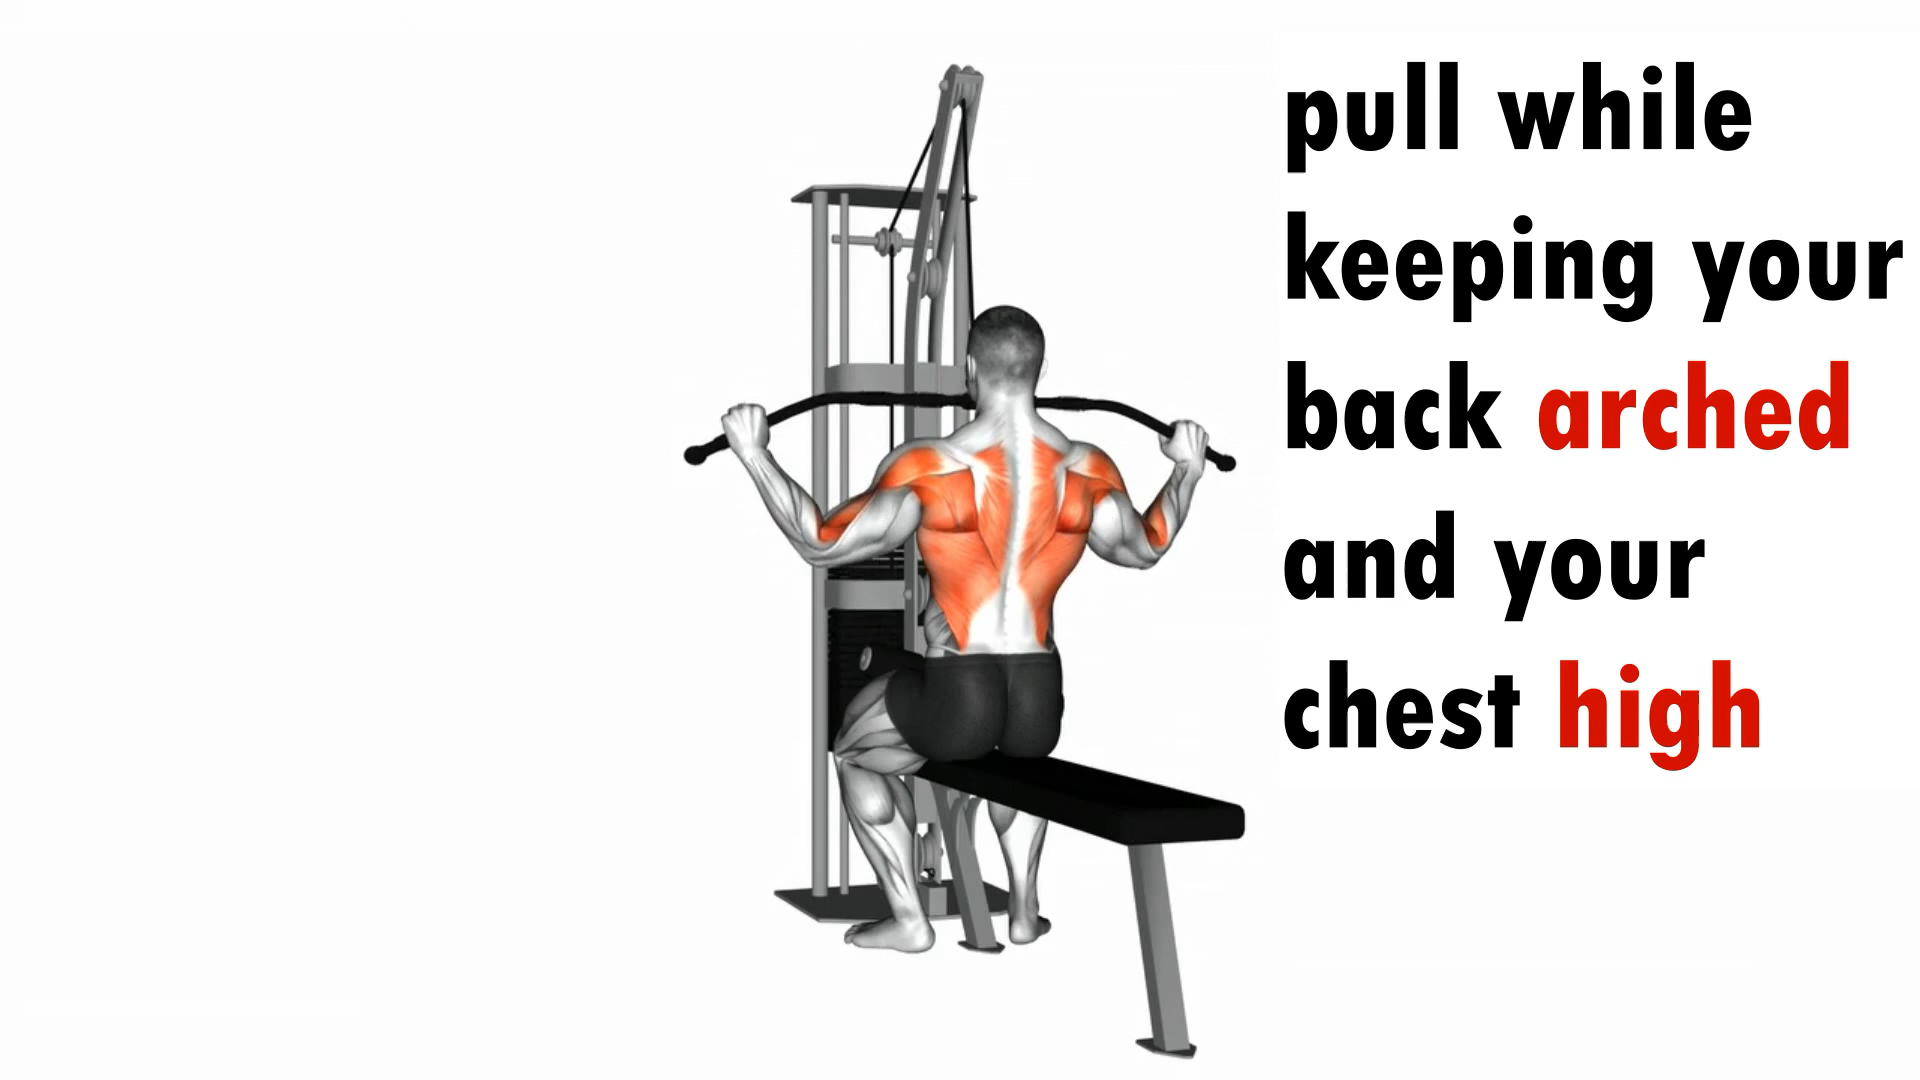 pull while
keeping your
back arched
and your
chest high